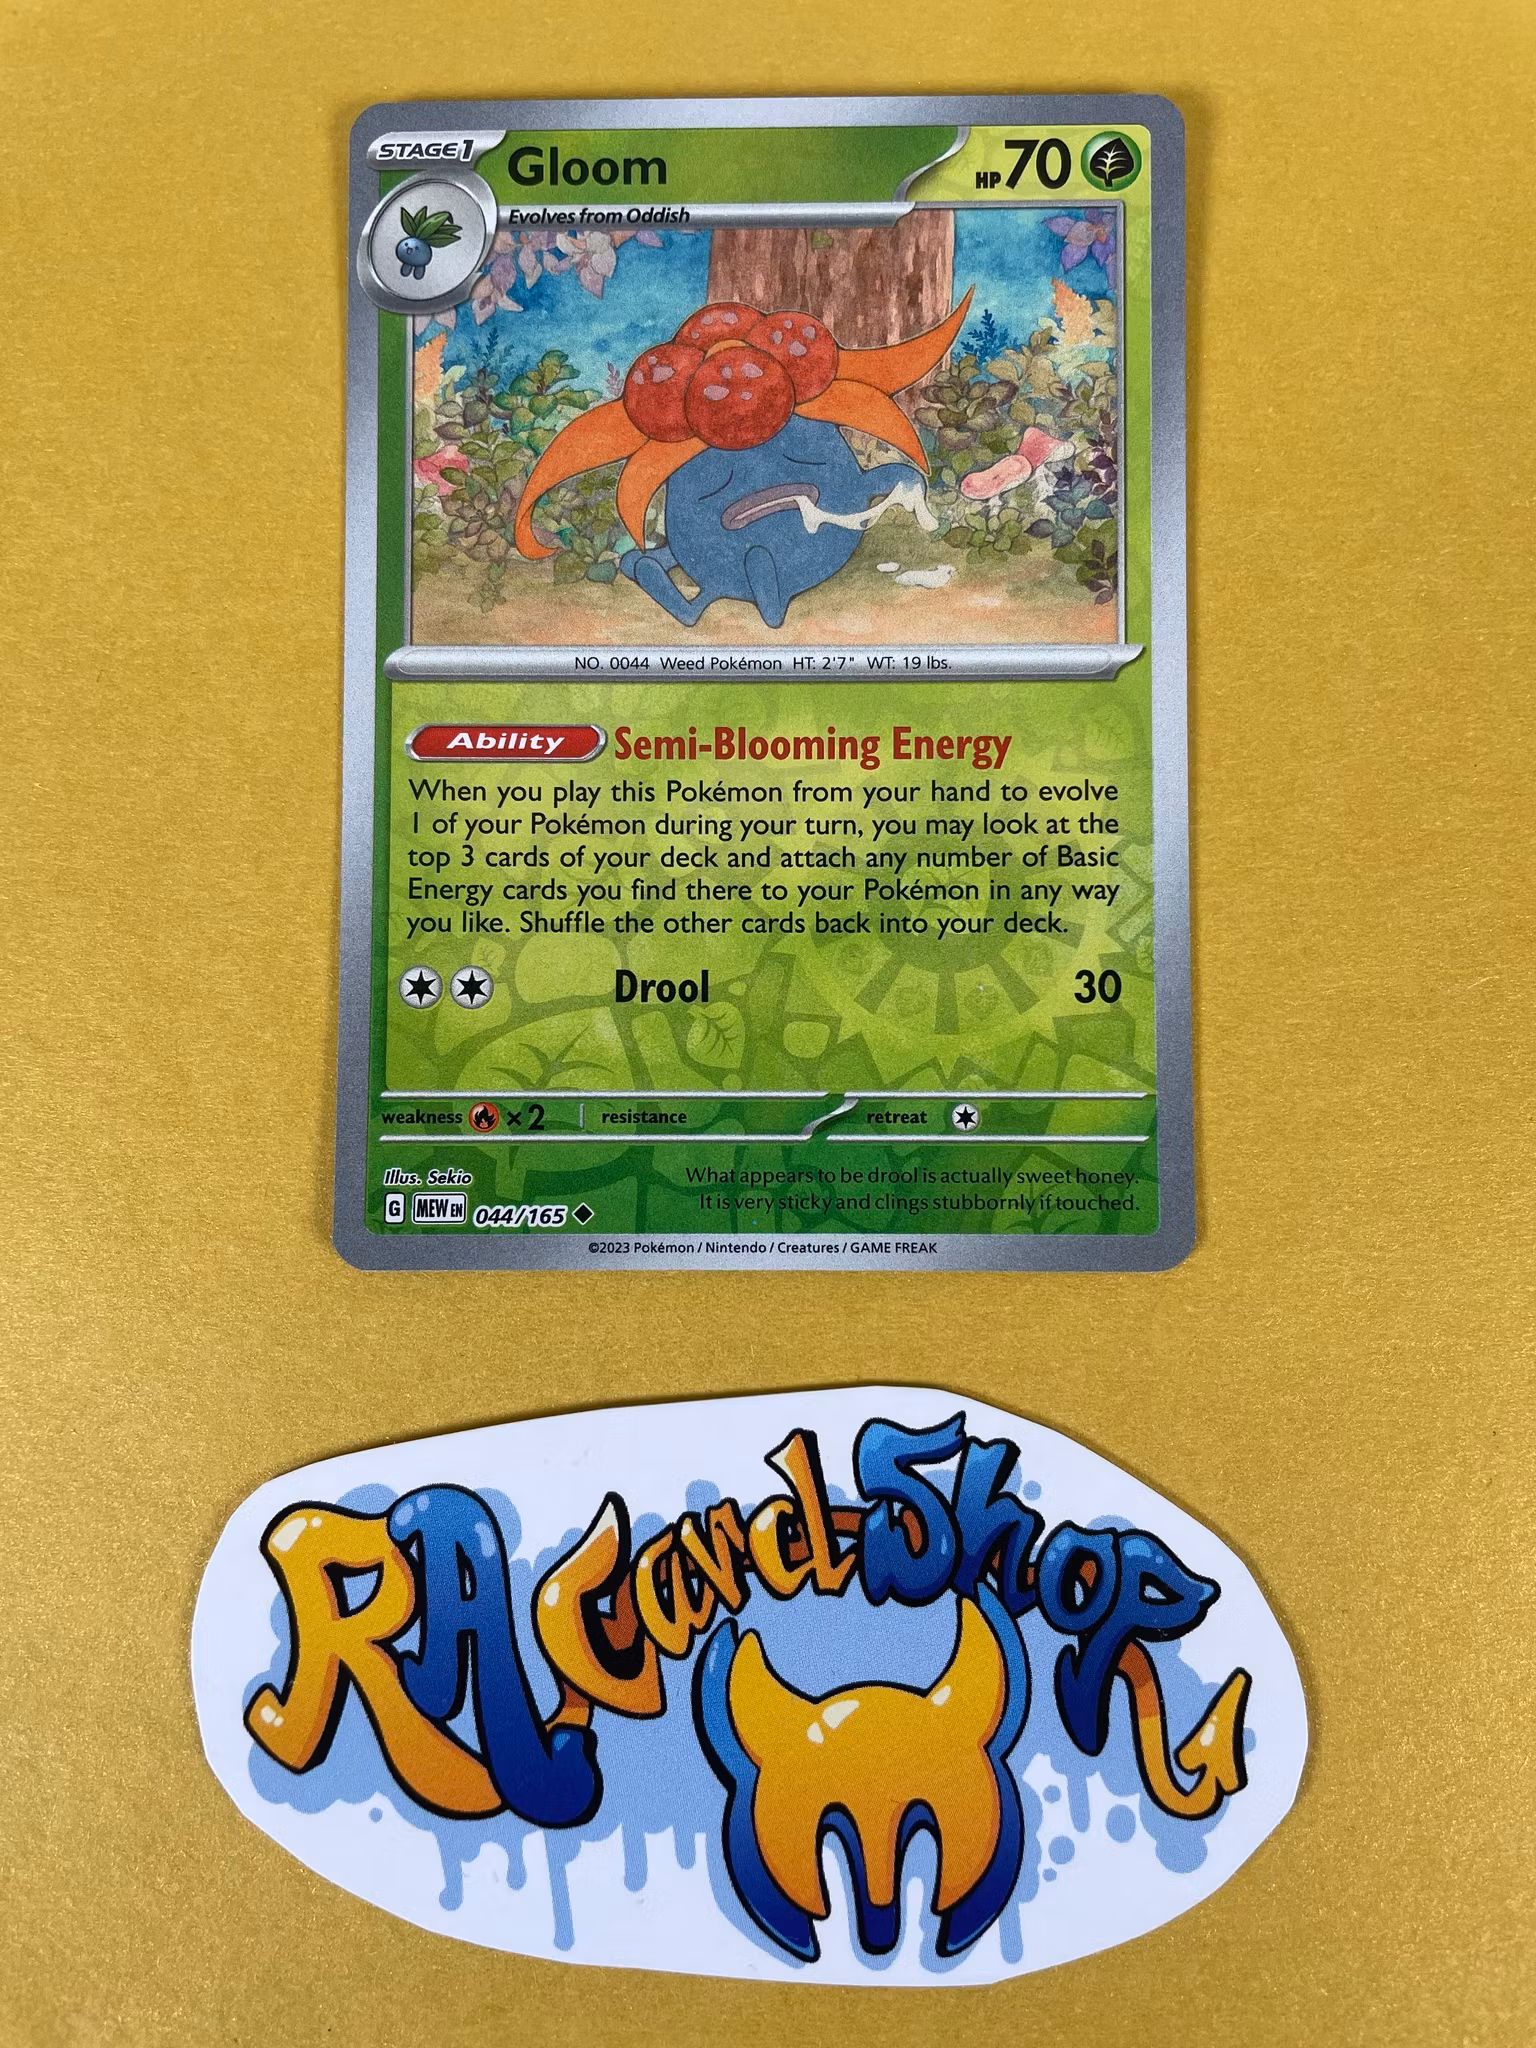 STAGE1
Gloom
HP70
Evolves from Oddish
NO. 0044 Weed Pokémon HT: 2'7" WT: 19 lbs.
Ability Semi-Blooming Energy
When you play this Pokémon from your hand to evolve
1 of your Pokémon during your turn, you may look at the
top 3 cards of your deck and attach any number of Basic
Energy cards you find there to your Pokémon in any way
you like. Shuffle the other cards back into your deck.
Drool 30
weakness ×2 resistance retreat
Illus. Sekio
What appears to be drool is actually sweet honey.
It is very sticky and clings stubbornly if touched.
G MEW EN 044/165
©2023 Pokémon / Nintendo / Creatures / GAME FREAK
RA Card Shop